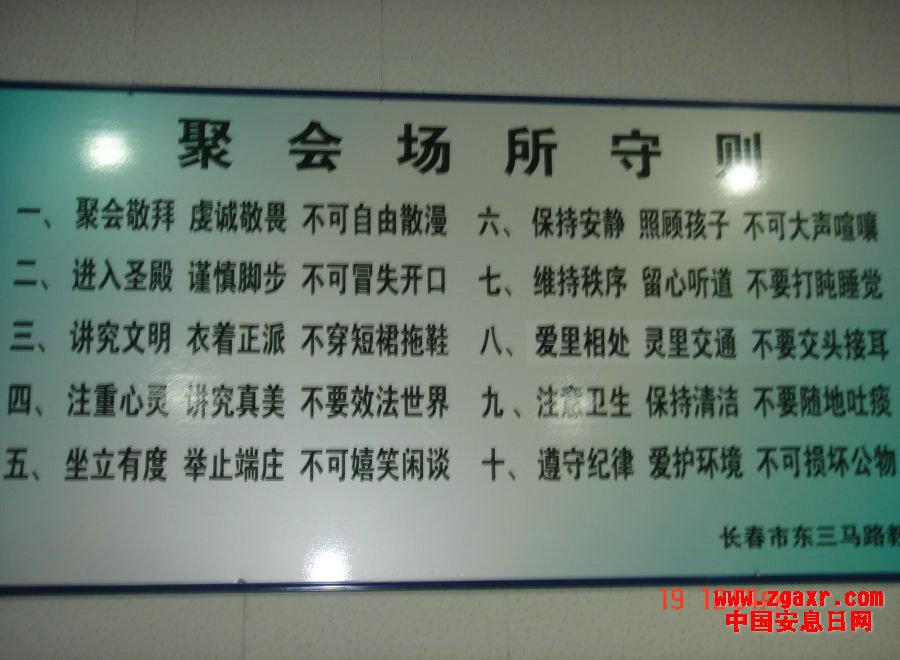 聚会场所守则
一、聚会敬拜 虔诚敬畏 不可自由散漫
二、进入圣殿 谨慎脚步 不可冒失开口
三、讲究文明 衣着正派 不穿短裙拖鞋
四、注重心灵 讲究真美 不要效法世界
五、坐立有度 举止端庄 不可嬉笑闲谈
六、保持安静 照顾孩子 不可大声喧嚷
七、维持秩序 留心听道 不要打盹睡觉
八、爱里相处 灵里交通 不要交头接耳
九、注意卫生 保持清洁 不要随地吐痰
十、遵守纪律 爱护环境 不可损坏公物
长春市东三马路教
19
www.zgaxr.com
中国安息日网